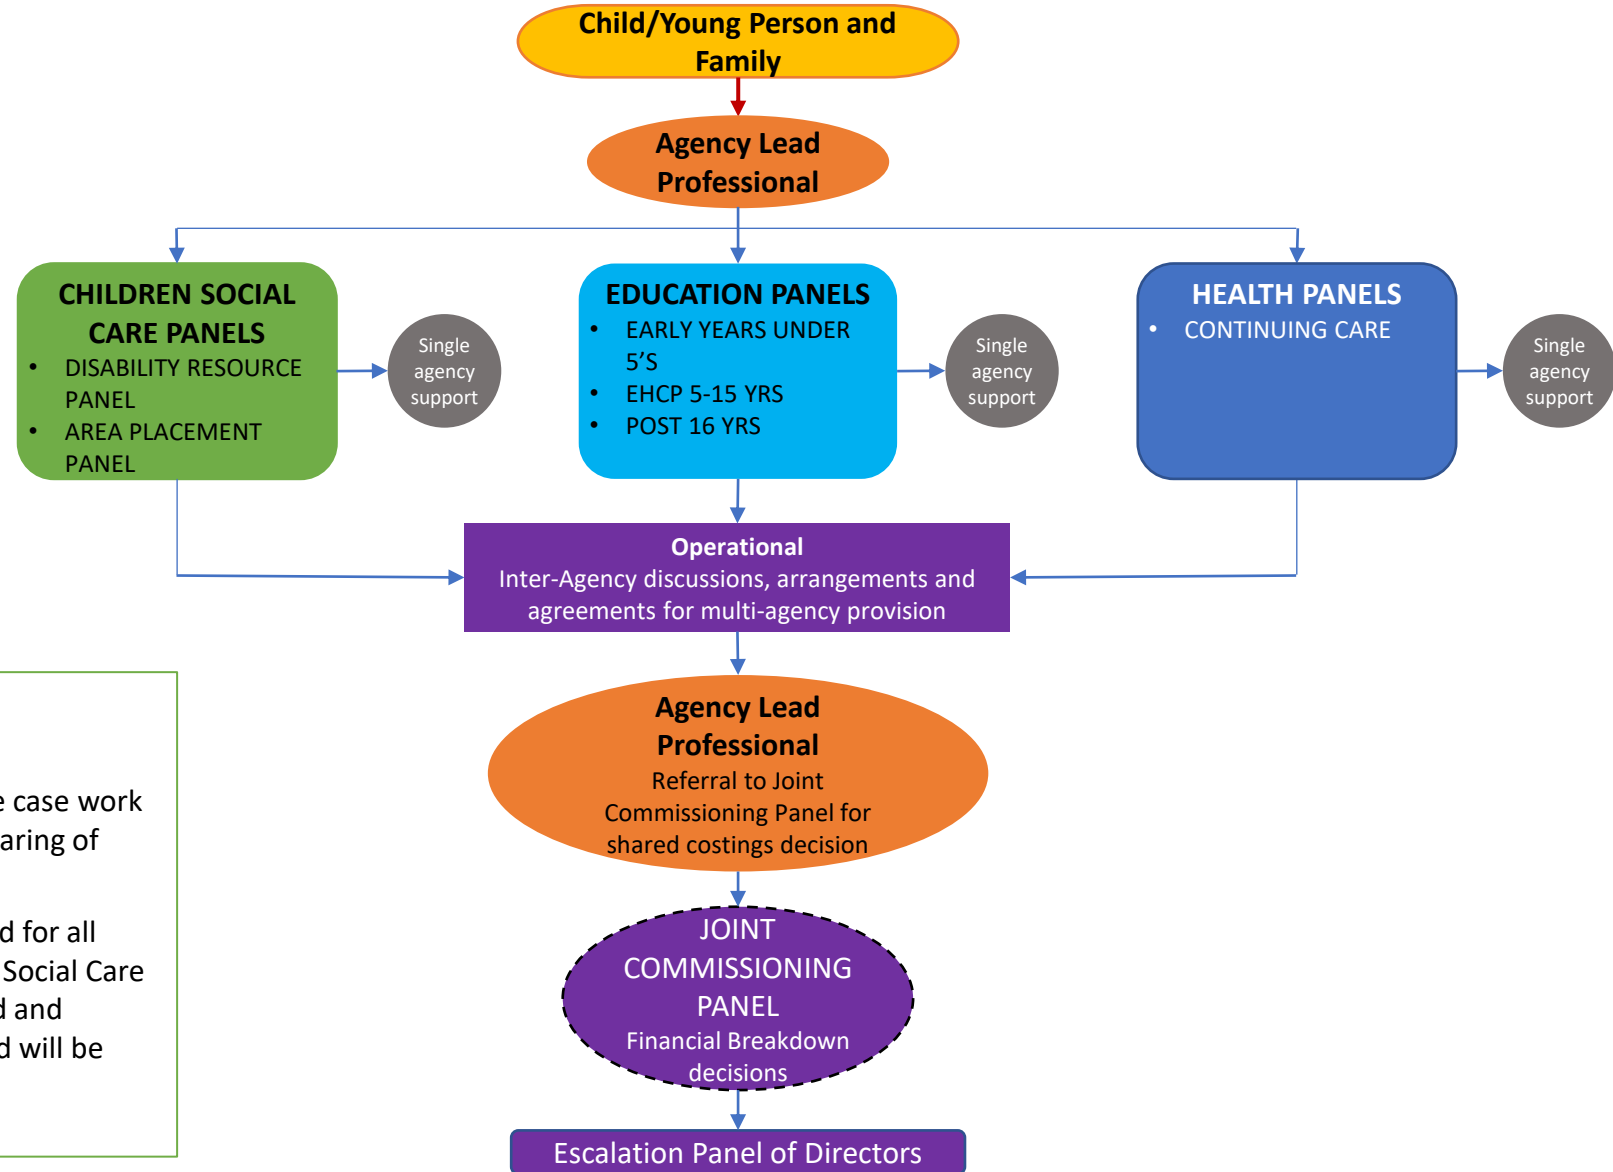 Child/Young Person and
Family
Agency Lead
Professional
CHILDREN SOCIAL
CARE PANELS
• DISABILITY RESOURCE
PANEL
• AREA PLACEMENT
PANEL
Single
agency
support
EDUCATION PANELS
• EARLY YEARS UNDER
5’S
• EHCP 5-15 YRS
• POST 16 YRS
Single
agency
support
HEALTH PANELS
• CONTINUING CARE
Single
agency
support
Operational
Inter-Agency discussions, arrangements and
agreements for multi-agency provision
Agency Lead
Professional
Referral to Joint
Commissioning Panel for
shared costings decision
case work
of
for all
Social Care
and
will be
JOINT
COMMISSIONING
PANEL
Financial Breakdown
decisions
Escalation Panel of Directors